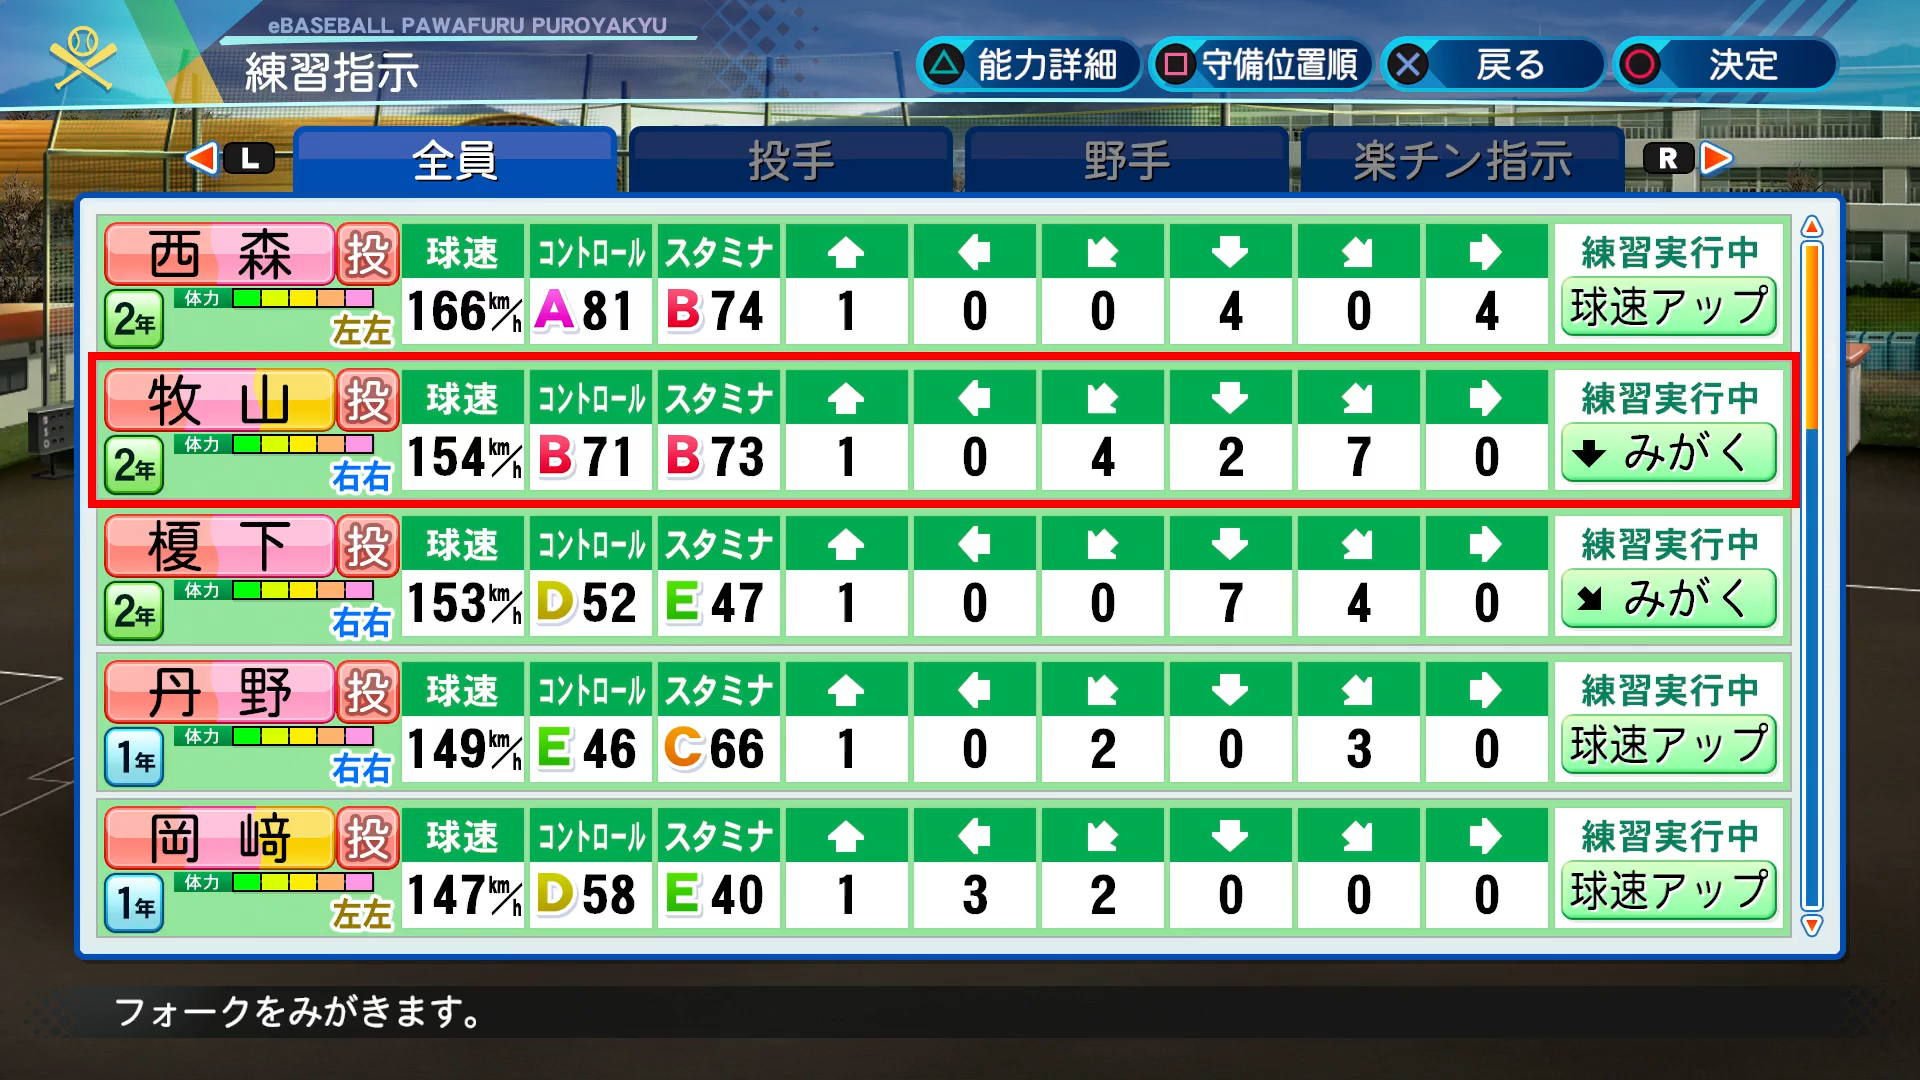 eBASEBALL PAWAFURU PUROYAKYU
練習指示
能力詳細 守備位置順 戻る 決定
L 全員 投手 野手 楽チン指示 R
西森 投 球速 コントロール スタミナ 練習実行中
2年 体力 左左 166km/h A 81 B 74 1 0 0 4 0 4 球速アップ
牧山 投 球速 コントロール スタミナ 練習実行中
2年 体力 右右 154km/h B 71 B 73 1 0 4 2 7 0 みがく
榎下 投 球速 コントロール スタミナ 練習実行中
2年 体力 右右 153km/h D 52 E 47 1 0 0 7 4 0 みがく
丹野 投 球速 コントロール スタミナ 練習実行中
1年 体力 右右 149km/h E 46 C 66 1 0 2 0 3 0 球速アップ
岡﨑 投 球速 コントロール スタミナ 練習実行中
1年 体力 左左 147km/h D 58 E 40 1 3 2 0 0 0 球速アップ
フォークをみがきます。